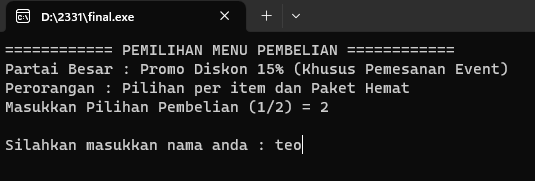 D:\2331\final.exe
============ PEMILIHAN MENU PEMBELIAN ============
Partai Besar : Promo Diskon 15% (Khusus Pemesanan Event)
Perorangan : Pilihan per item dan Paket Hemat
Masukkan Pilihan Pembelian (1/2) = 2
Silahkan masukkan nama anda : teo